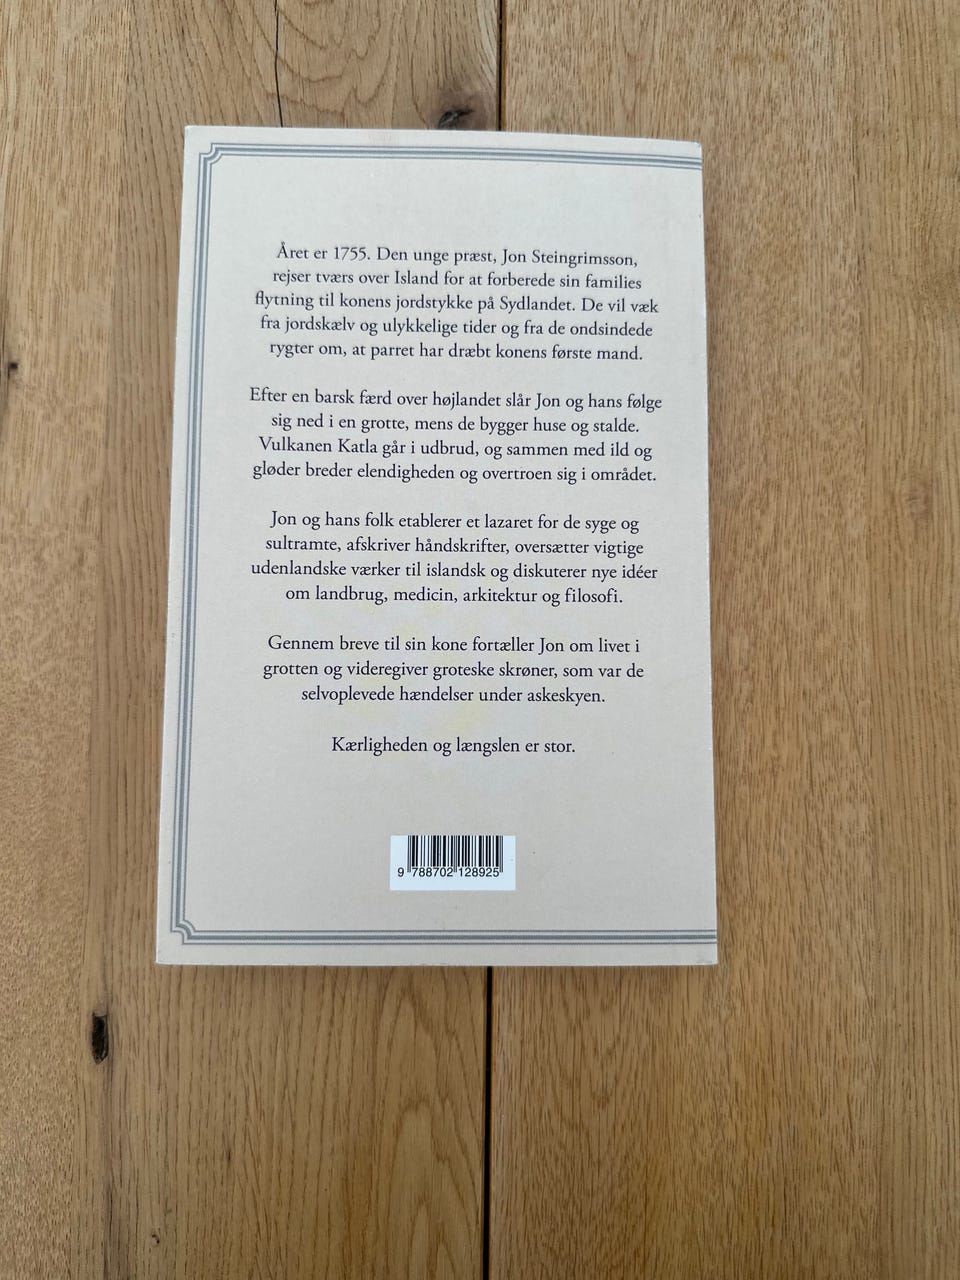 Året er 1755. Den unge præst, Jon Steingrimsson,
rejser tværs over Island for at forberede sin families
flytning til konens jordstykke på Sydlandet. De vil væk
fra jordskælv og ulykkelige tider og fra de ondsindede
rygter om, at parret har dræbt konens første mand.
Efter en barsk færd over højlandet slår Jon og hans følge
sig ned i en grotte, mens de bygger huse og stalde.
Vulkanen Katla går i udbrud, og sammen med ild og
gløder breder elendigheden og overtroen sig i området.
Jon og hans folk etablerer et lazaret for de syge og
sultramte, afskriver håndskrifter, oversætter vigtige
udenlandske værker til islandsk og diskuterer nye idéer
om landbrug, medicin, arkitektur og filosofi.
Gennem breve til sin kone fortæller Jon om livet i
grotten og videregiver groteske skrøner, som var de
selvoplevede hændelser under askeskyen.
Kærligheden og længslen er stor.
9 788702 128925